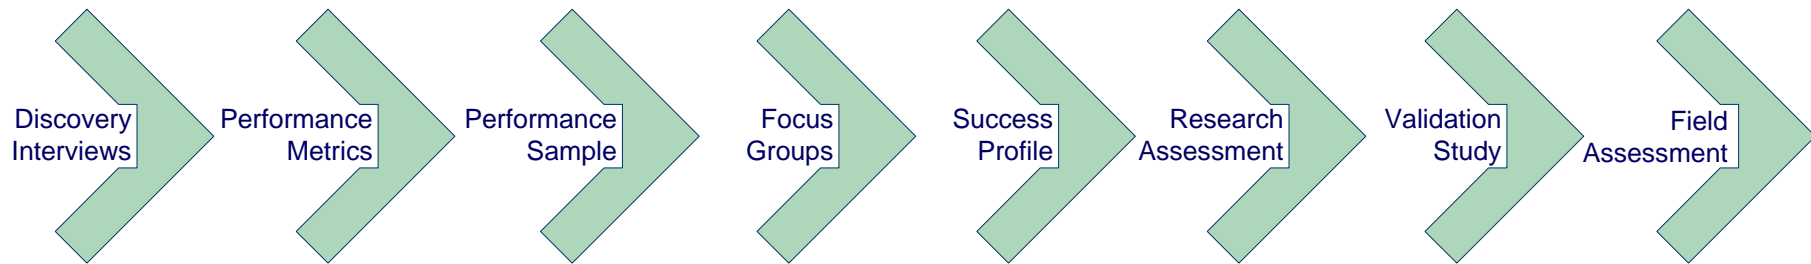 Discovery
Interviews
Performance
Metrics
Performance
Sample
Focus
Groups
Success
Profile
Research
Assessment
Validation
Study
Field
Assessment